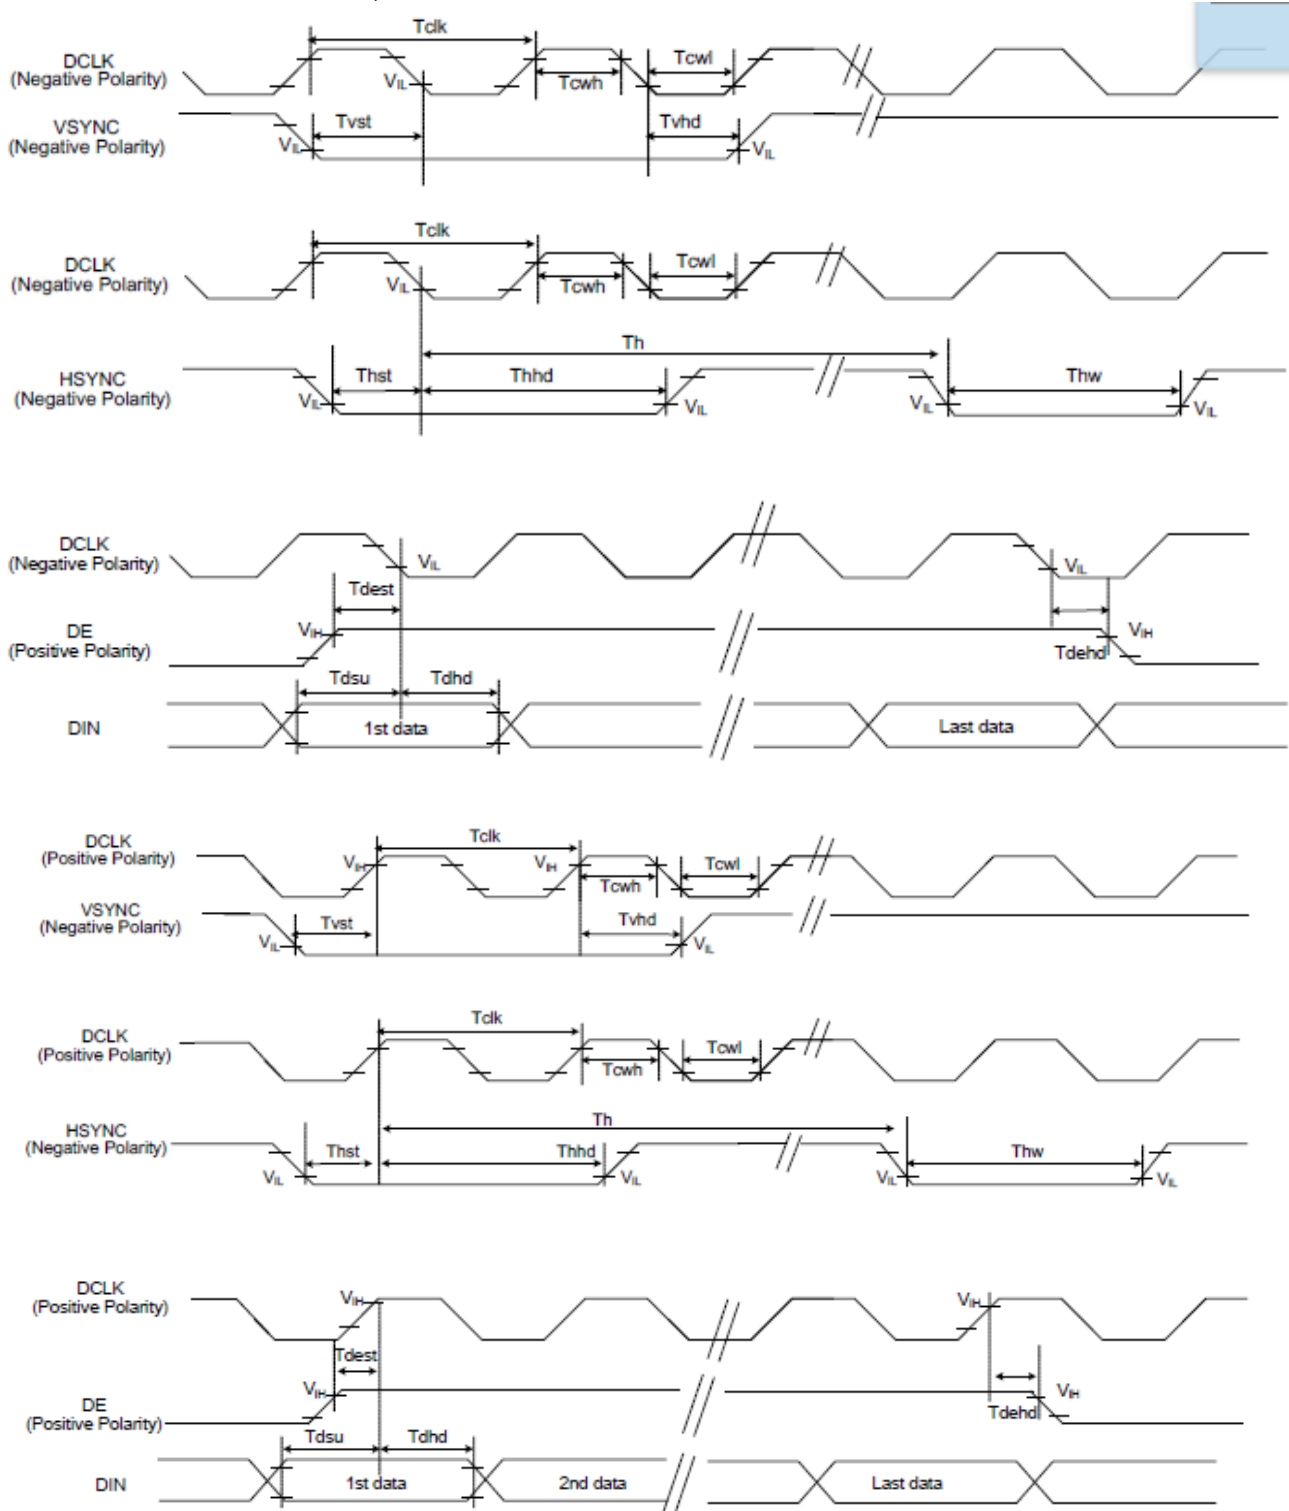 Tclk
DCLK
(Negative Polarity)
VIL
Tcwh
Tcwl
VSYNC
(Negative Polarity)
VIL
Tvst
Tvhd
VIL
Tclk
DCLK
(Negative Polarity)
VIL
Tcwh
Tcwl
Th
HSYNC
(Negative Polarity)
VIL
Thst
Thhd
VIL
VIL
Thw
VIL
DCLK
(Negative Polarity)
VIL
VIL
Tdest
DE
(Positive Polarity)
VIH
VIH
Tdehd
Tdsu
Tdhd
DIN
1st data
Last data
DCLK
(Positive Polarity)
VIH
Tclk
VIH
Tcwh
Tcwl
VSYNC
(Negative Polarity)
VIL
Tvst
Tvhd
VIL
Tclk
DCLK
(Positive Polarity)
Tcwh
Tcwl
Th
HSYNC
(Negative Polarity)
VIL
Thst
Thhd
VIL
VIL
Thw
VIL
DCLK
(Positive Polarity)
VIH
VIH
Tdest
DE
(Positive Polarity)
VIH
VIH
Tdehd
Tdsu
Tdhd
DIN
1st data
2nd data
Last data